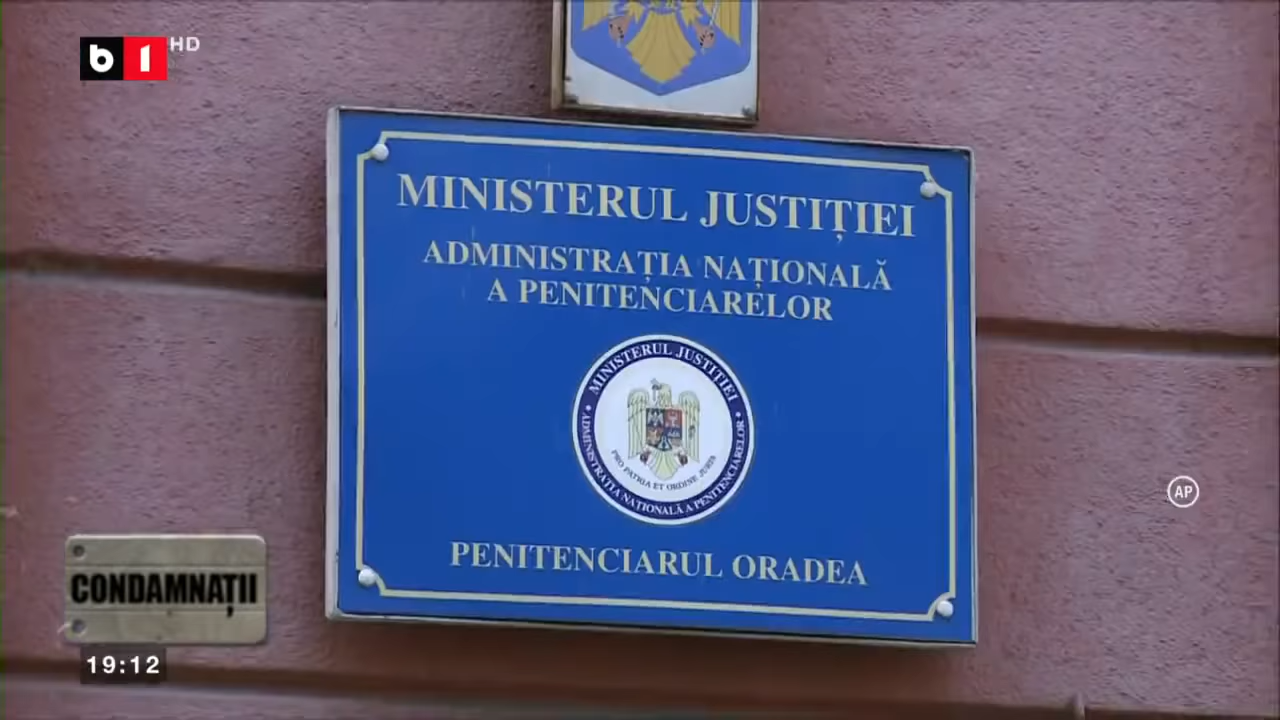 b1 HD
MINISTERUL JUSTIȚIEI
ADMINISTRAȚIA NAȚIONALĂ
A PENITENCIARELOR
MINISTERUL JUSTIȚIEI
PRO PATRIA ET ORDINE JURIS
ADMINISTRAȚIA NAȚIONALĂ A PENITENCIARELOR
PENITENCIARUL ORADEA
AP
CONDAMNAȚII
19:12